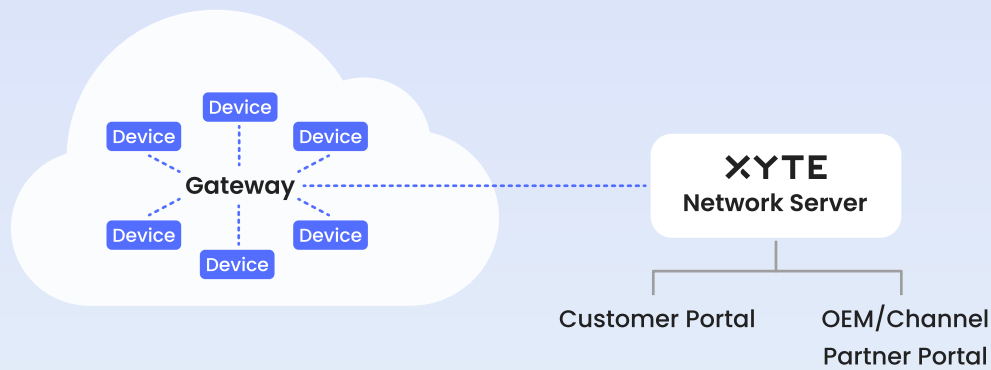 Device
Device
Device
Gateway
Device
Device
Device
XYTE
Network Server
Customer Portal
OEM/Channel
Partner Portal